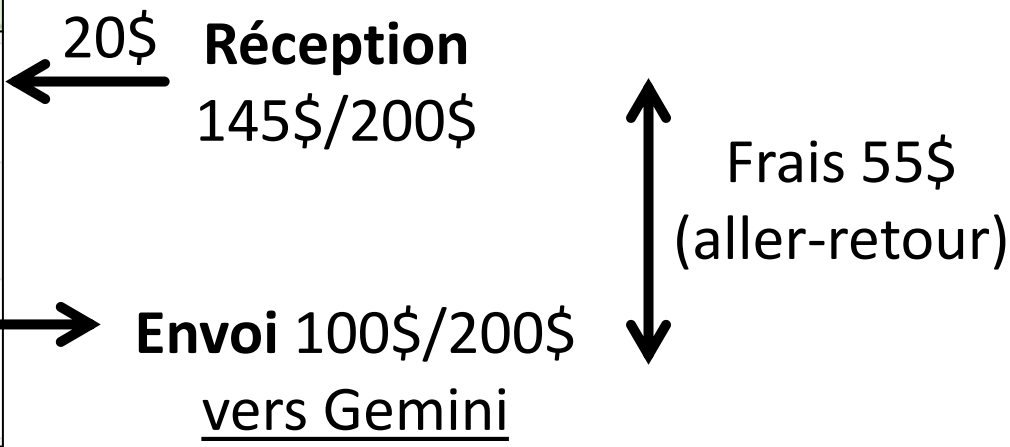 20$
Réception
145$/200$
Frais 55$
(aller-retour)
Envoi 100$/200$
vers Gemini